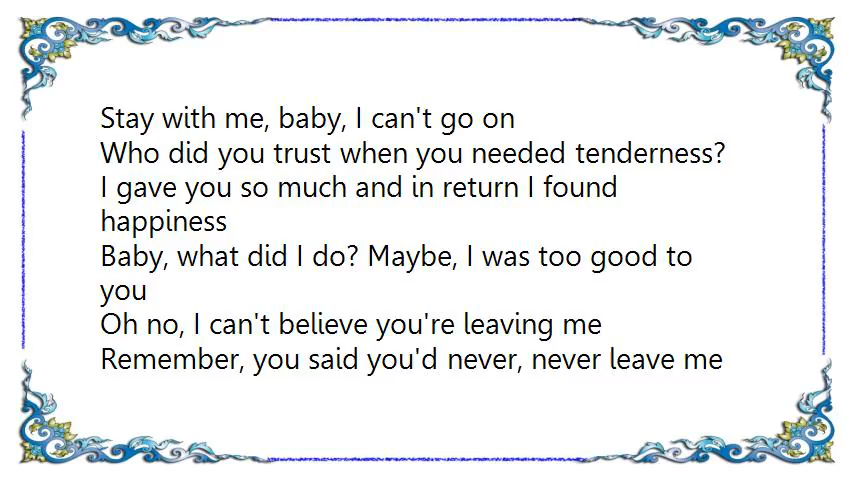 Stay with me, baby, I can't go on
Who did you trust when you needed tenderness?
I gave you so much and in return I found
happiness
Baby, what did I do? Maybe, I was too good to
you
Oh no, I can't believe you're leaving me
Remember, you said you'd never, never leave me